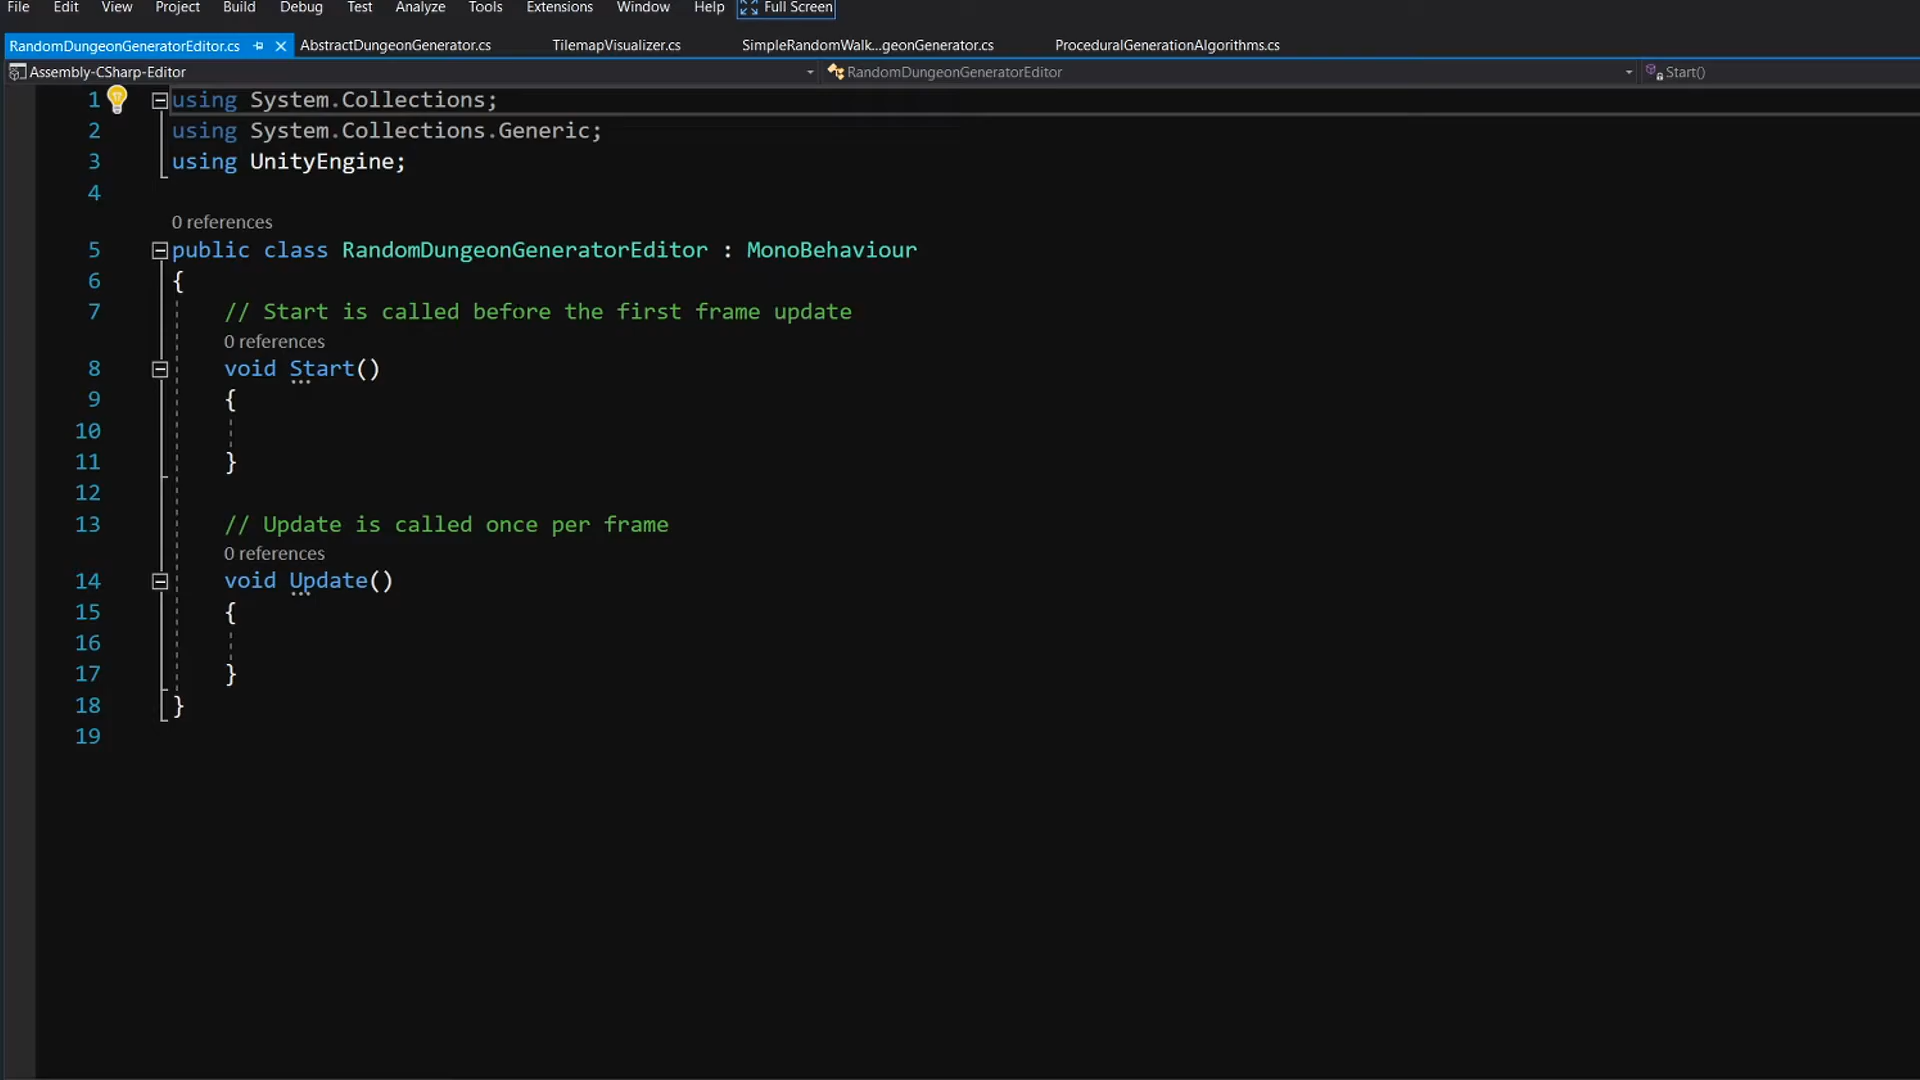 File Edit View Project Build Debug Test Analyze Tools Extensions Window Help Full Screen
RandomDungeonGeneratorEditor.cs AbstractDungeonGenerator.cs TilemapVisualizer.cs SimpleRandomWalk...geonGenerator.cs ProceduralGenerationAlgorithms.cs
Assembly-CSharp-Editor RandomDungeonGeneratorEditor Start()
1 using System.Collections;
2 using System.Collections.Generic;
3 using UnityEngine;
4
0 references
5 public class RandomDungeonGeneratorEditor : MonoBehaviour
6 {
7 // Start is called before the first frame update
0 references
8 void Start()
9 {
10
11 }
12
13 // Update is called once per frame
0 references
14 void Update()
15 {
16
17 }
18 }
19